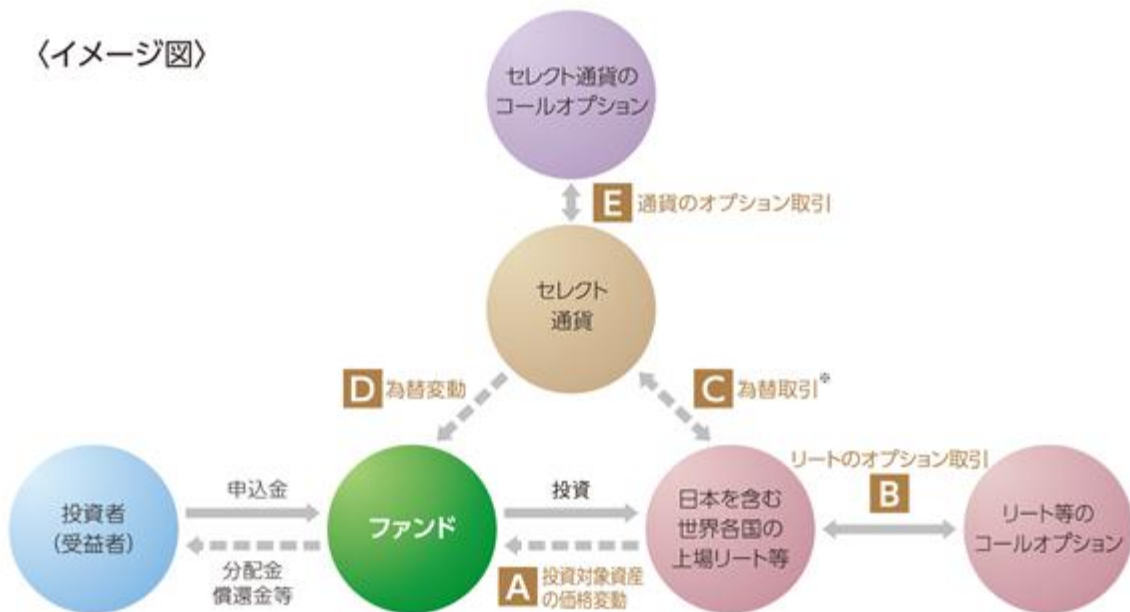 〈イメージ図〉
セレクト通貨の
コールオプション
E 通貨のオプション取引
セレクト
通貨
D 為替変動
C 為替取引※
投資者
(受益者)
申込金
分配金
償還金等
ファンド
投資
A 投資対象資産
の価格変動
日本を含む
世界各国の
上場リート等
リートのオプション取引
B
リート等の
コールオプション